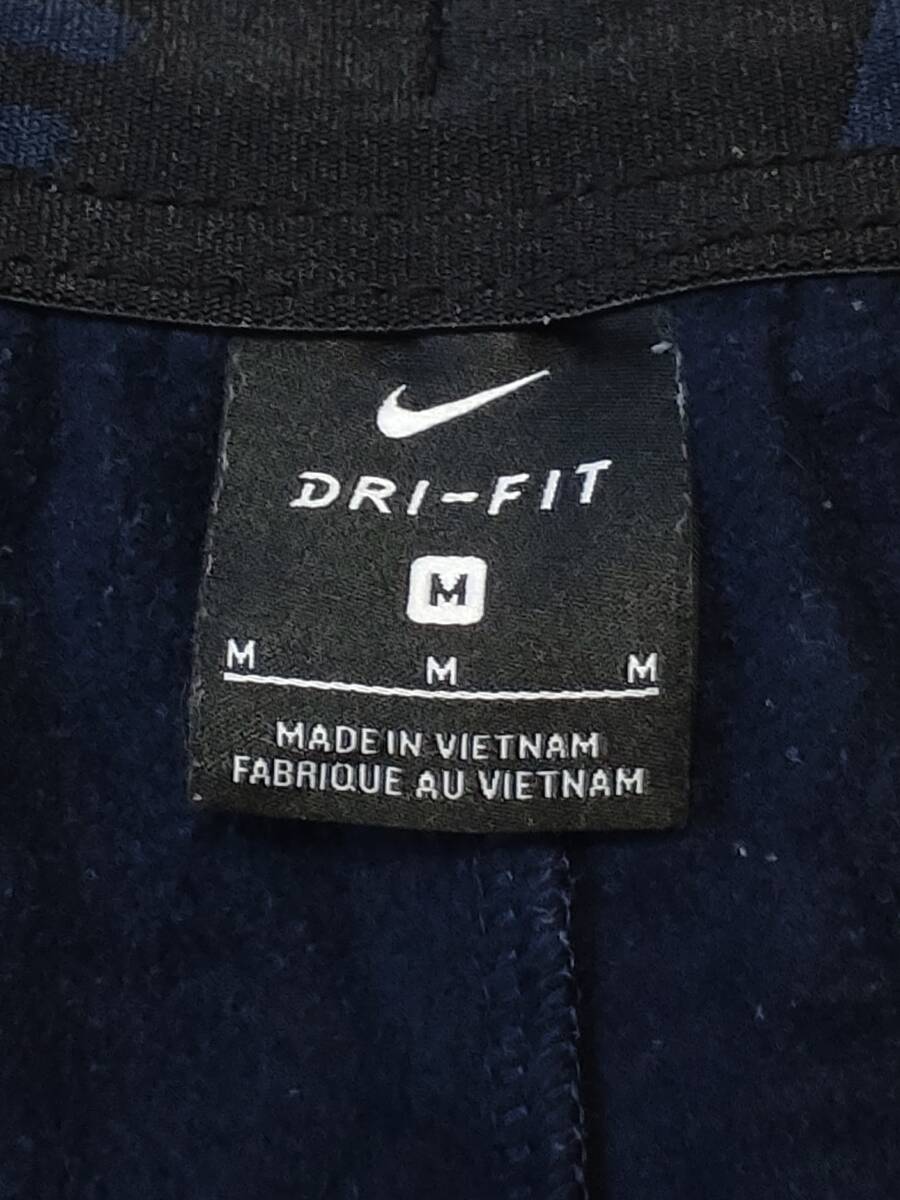 DRI-FIT
M
M M M
MADE IN VIETNAM
FABRIQUE AU VIETNAM